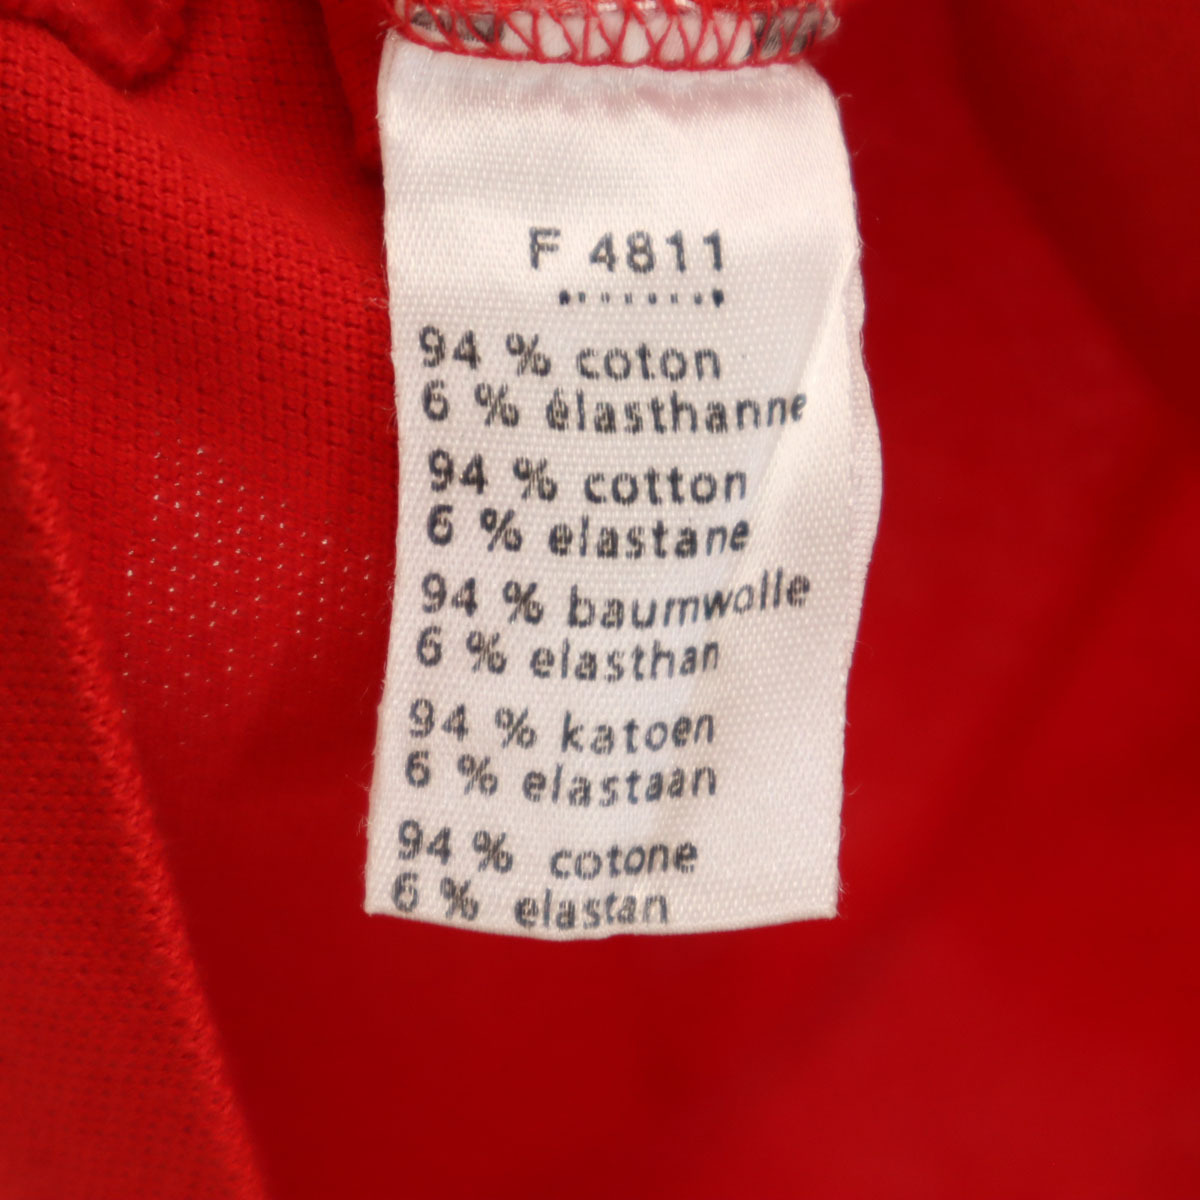 F 4811
94 % coton
6 % élasthanne
94 % cotton
6 % elastane
94 % baumwolle
6 % elasthan
94 % katoen
6 % elastaan
94 % cotone
6 % elastan